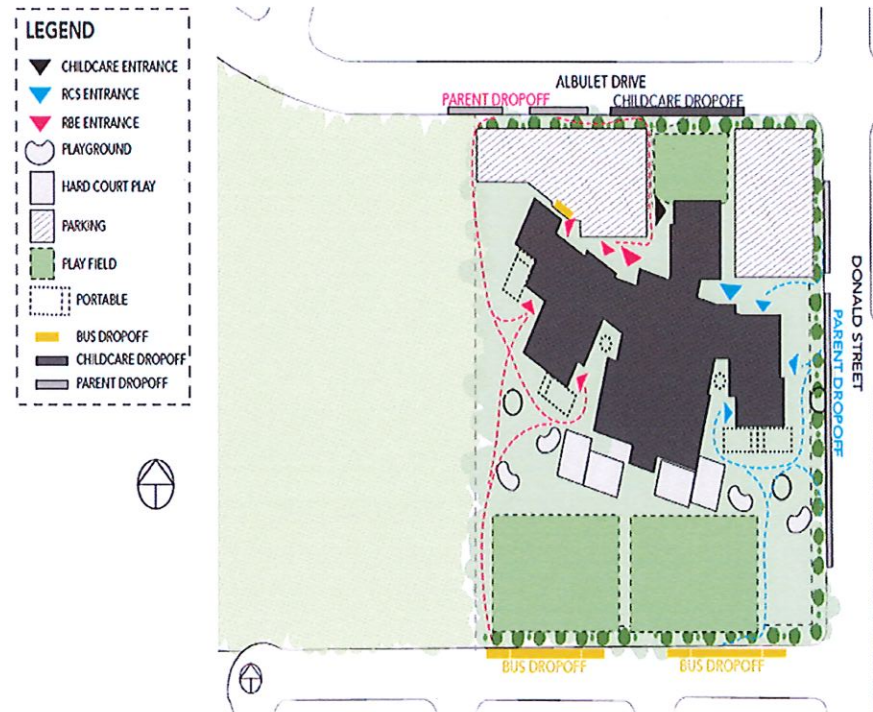 LEGEND
CHILDCARE ENTRANCE
RCS ENTRANCE
RBE ENTRANCE
PLAYGROUND
HARD COURT PLAY
PARKING
PLAY FIELD
PORTABLE
BUS DROPOFF
CHILDCARE DROPOFF
PARENT DROPOFF
ALBULET DRIVE
PARENT DROPOFF
CHILDCARE DROPOFF
DONALD STREET
PARENT DROPOFF
BUS DROPOFF
BUS DROPOFF